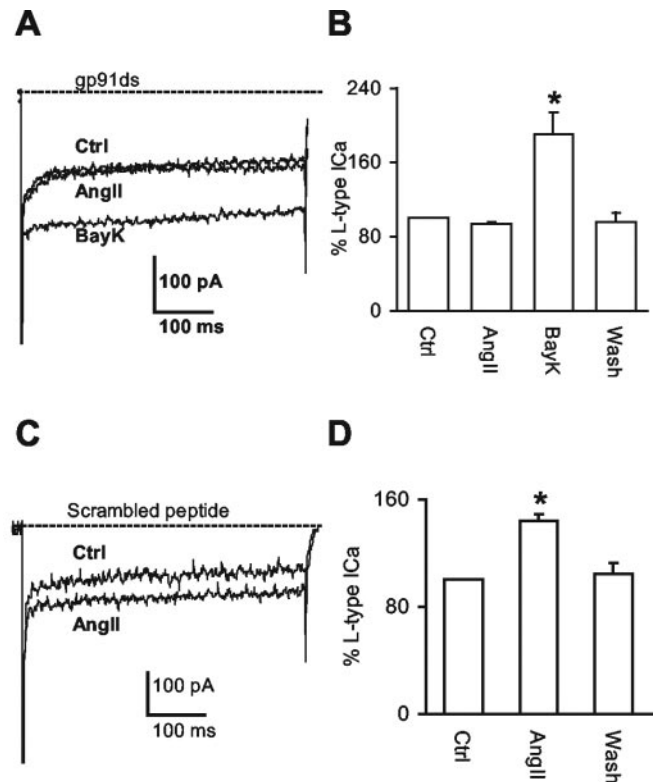 A
gp91ds
Ctrl
AngII
BayK
100 pA
100 ms
B
% L-type ICa
240
160
80
0
*
Ctrl
AngII
BayK
Wash
C
Scrambled peptide
Ctrl
AngII
100 pA
100 ms
D
% L-type ICa
160
80
0
*
Ctrl
AngII
Wash